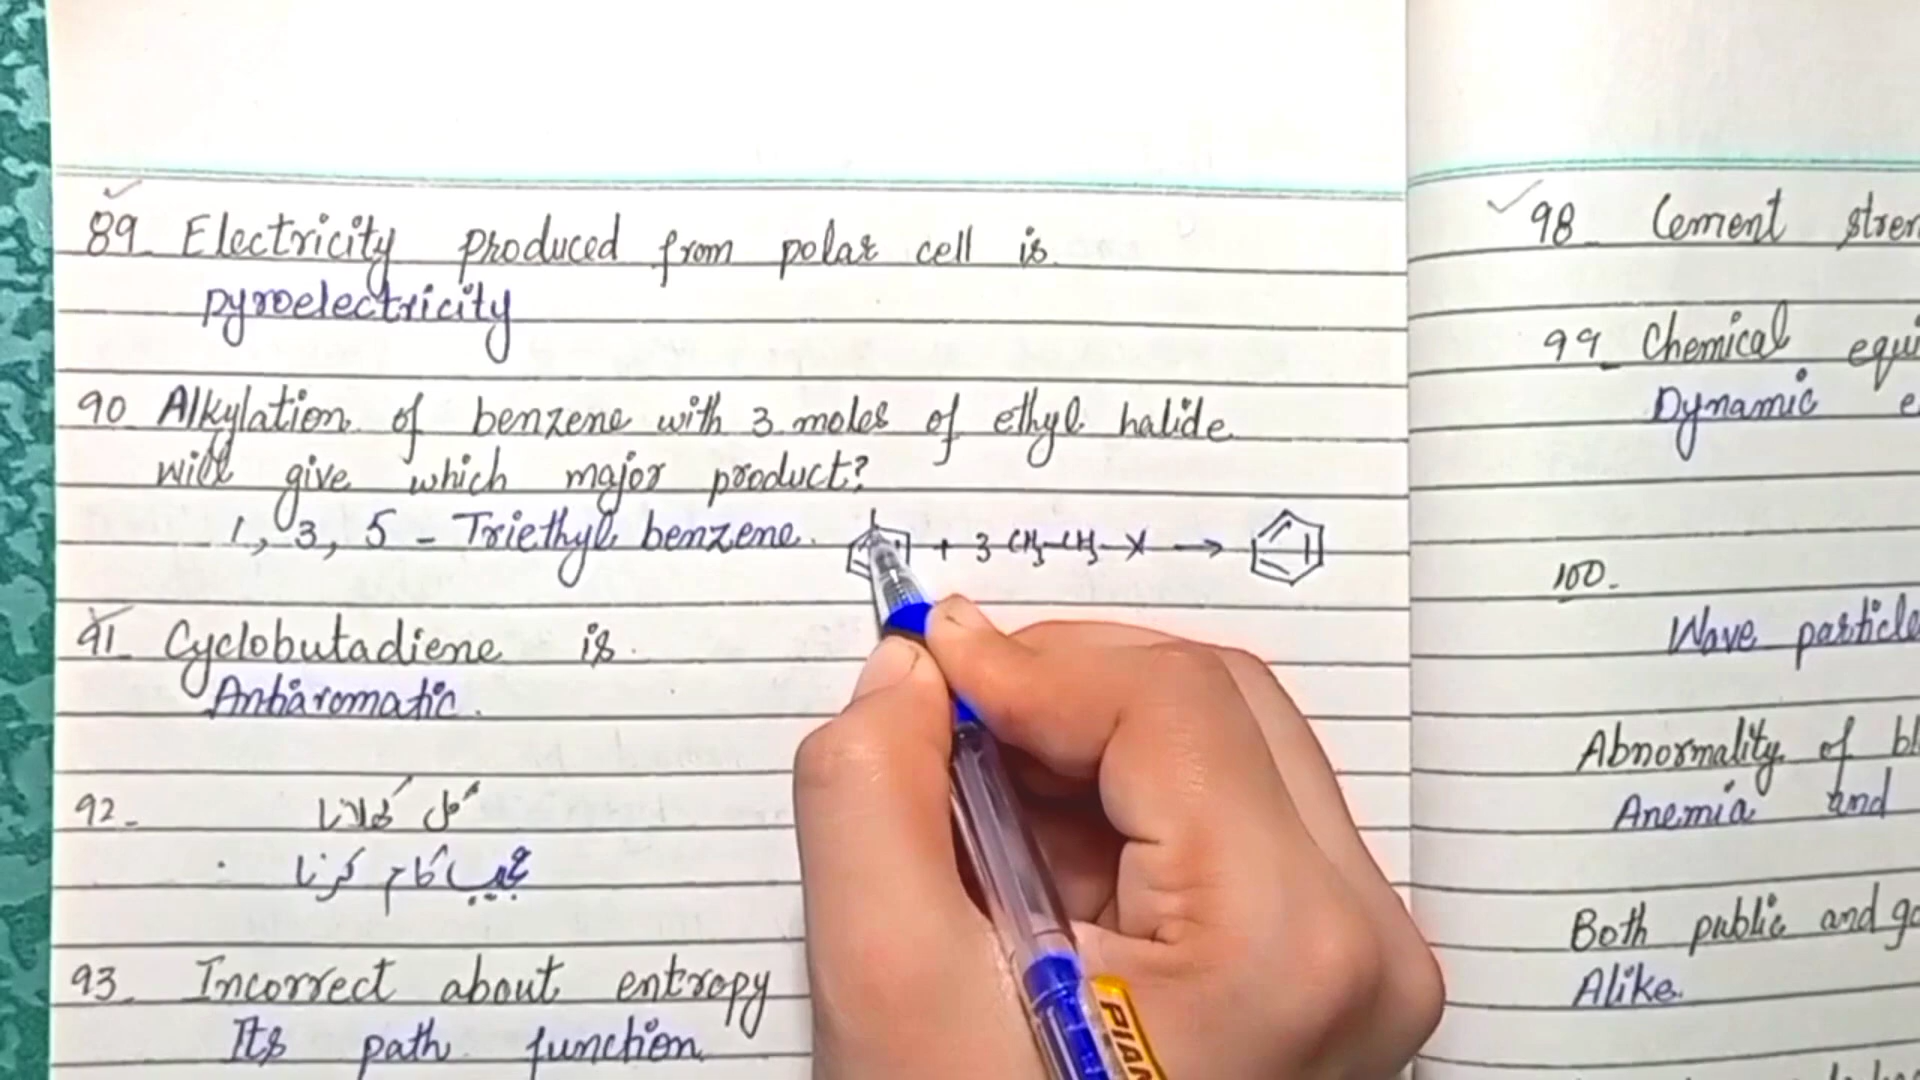 89 Electricity produced from polar cell is
pyroelectricity
90 Alkylation of benzene with 3 moles of ethyl halide
will give which major product?
1, 3, 5 - Triethyl benzene. + 3 CH3-CH3-X →
91 Cyclobutadiene is.
Antiaromatic.
92-
گل کھلانا
عجیب کام کرنا
93 Incorrect about entropy
Its path function
98 Cement
99 Chemical
Dynamic
100.
Wave particle
Abnormality of
Anemia and
Both public and
Alike.
PIAN